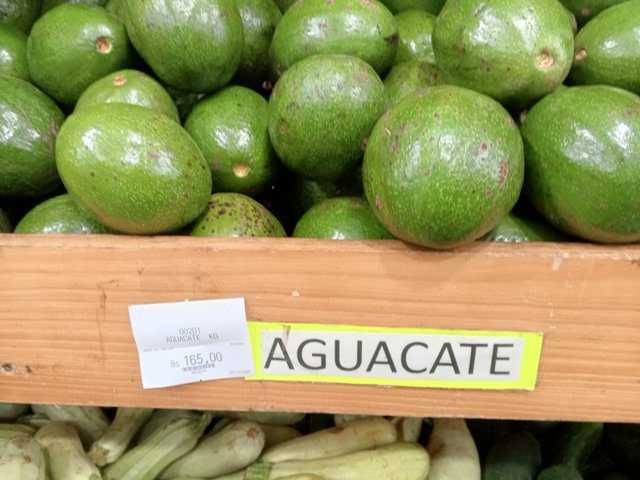 00201
AGUACATE KG
Bs 165,00
AGUACATE